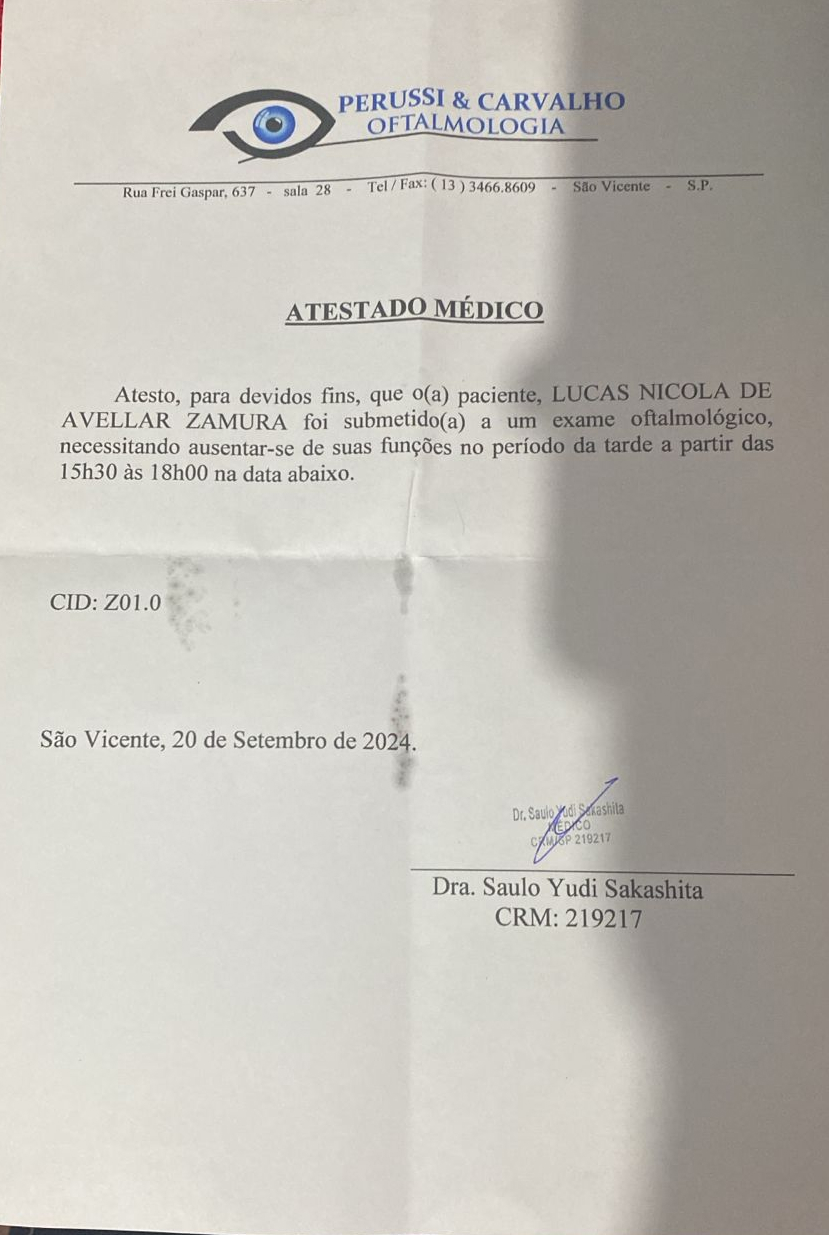 PERUSSI & CARVALHO
OFTALMOLOGIA
Rua Frei Gaspar, 637 - sala 28 - Tel / Fax: ( 13 ) 3466.8609 - São Vicente - S.P.
ATESTADO MÉDICO
Atesto, para devidos fins, que o(a) paciente, LUCAS NICOLA DE
AVELLAR ZAMURA foi submetido(a) a um exame oftalmológico,
necessitando ausentar-se de suas funções no período da tarde a partir das
15h30 às 18h00 na data abaixo.
CID: Z01.0
São Vicente, 20 de Setembro de 2024.
Dr. Saulo Yudi Sakashita
MÉDICO
CRM/SP 219217
Dra. Saulo Yudi Sakashita
CRM: 219217